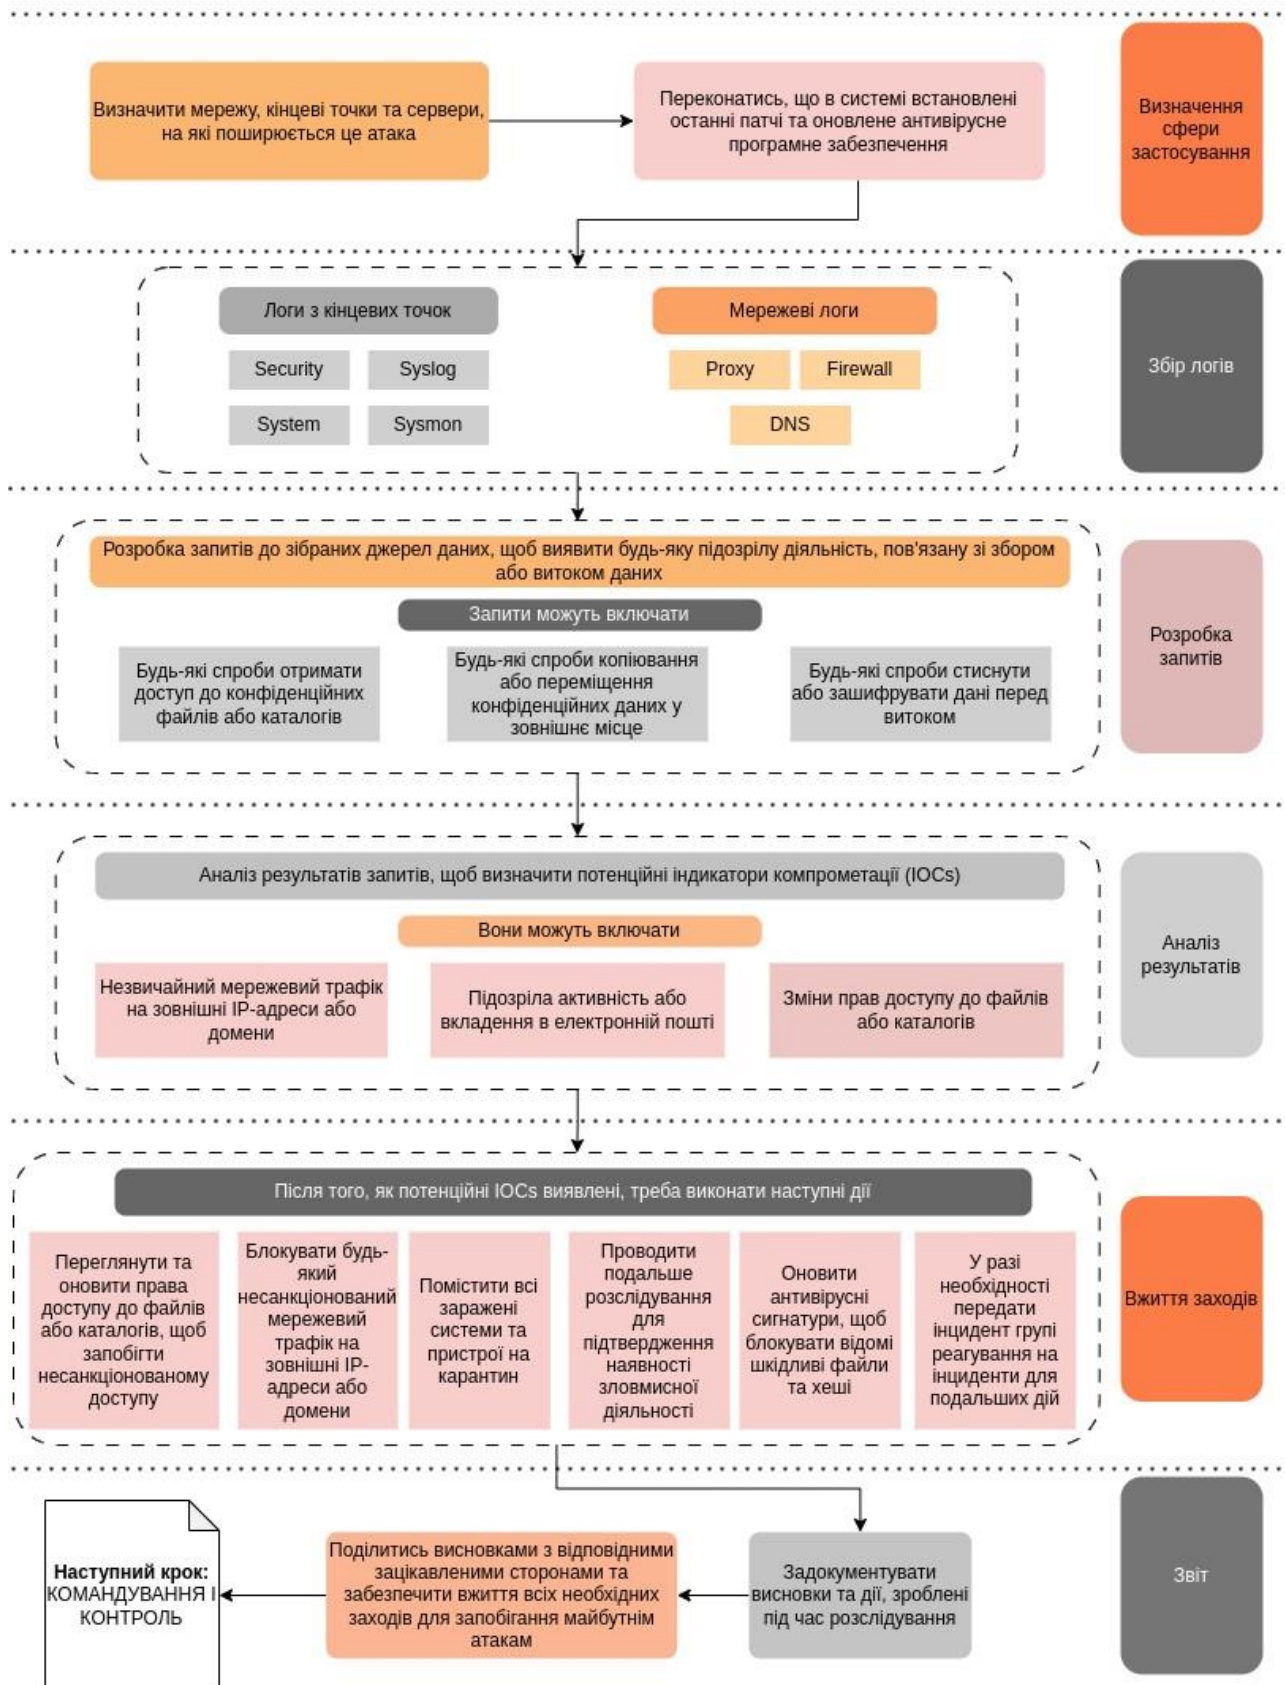 Визначити мережу, кінцеві точки та сервери,
на які поширюється це атака
Переконатись, що в системі встановлені
останні патчі та оновлене антивірусне
програмне забезпечення
Визначення
сфери
застосування
Логи з кінцевих точок
Security
Syslog
System
Sysmon
Мережеві логи
Proxy
Firewall
DNS
Збір логів
Розробка запитів до зібраних джерел даних, щоб виявити будь-яку підозрілу діяльність, пов'язану зі збором
або витоком даних
Запити можуть включати
Будь-які спроби отримати
доступ до конфіденційних
файлів або каталогів
Будь-які спроби копіювання
або переміщення
конфіденційних даних у
зовнішнє місце
Будь-які спроби стиснути
або зашифрувати дані перед
витоком
Розробка
запитів
Аналіз результатів запитів, щоб визначити потенційні індикатори компрометації (IOCs)
Вони можуть включати
Незвичайний мережевий трафік
на зовнішні IP-адреси або
домени
Підозріла активність або
вкладення в електронній пошті
Зміни прав доступу до файлів
або каталогів
Аналіз
результатів
Після того, як потенційні IOCs виявлені, треба виконати наступні дії
Переглянути та
оновити права
доступу до файлів
або каталогів, щоб
запобігти
несанкціонованому
доступу
Блокувати будь-
який
несанкціонований
мережевий
трафік на
зовнішні IP-
адреси або
домени
Помістити всі
заражені
системи та
пристрої на
карантин
Проводити
подальше
розслідування
для
підтвердження
наявності
зловмисної
діяльності
Оновити
антивірусні
сигнатури, щоб
блокувати відомі
шкідливі файли
та хеші
У разі
необхідності
передати
інцидент групі
реагування на
інциденти для
подальших дій
Вжиття заходів
Задокументувати
висновки та дії, зроблені
під час розслідування
Поділитись висновками з відповідними
зацікавленими сторонами та
забезпечити вжиття всіх необхідних
заходів для запобігання майбутнім
атакам
Наступний крок:
КОМАНДУВАННЯ І
КОНТРОЛЬ
Звіт